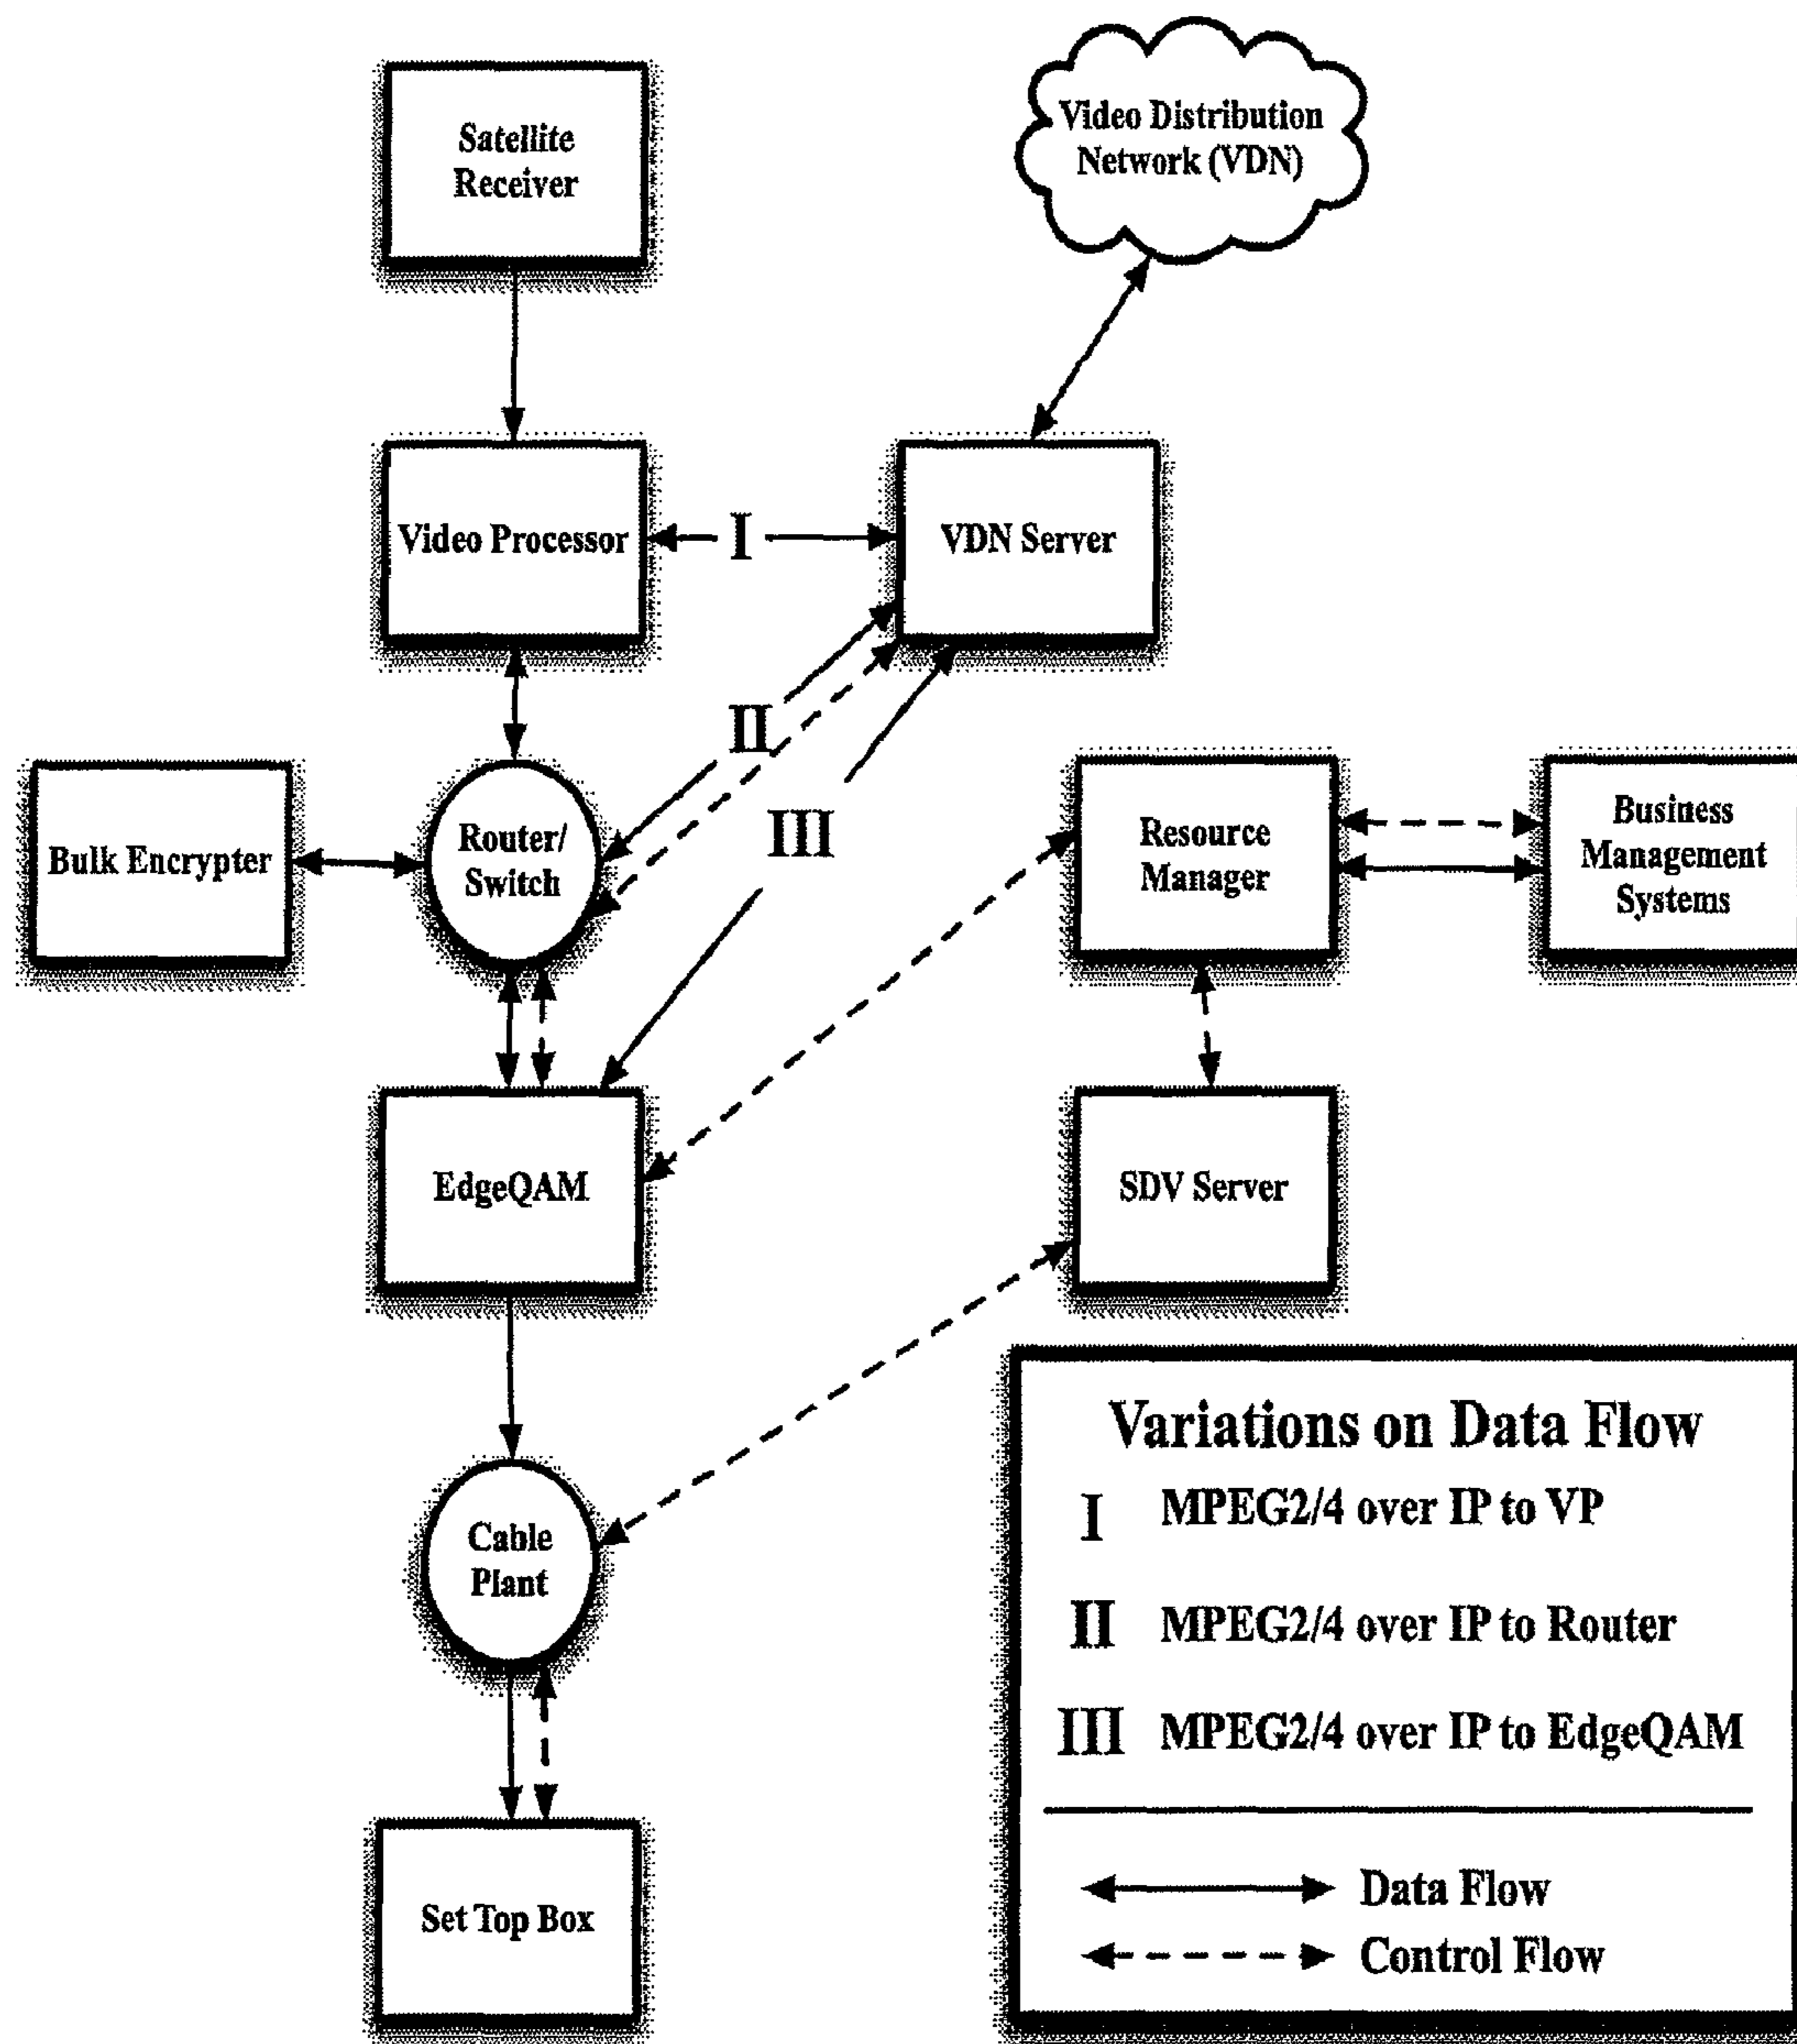 Satellite
Receiver
Video Distribution
Network (VDN)
Video Processor
I
VDN Server
II
III
Bulk Encrypter
Router/
Switch
Resource
Manager
Business
Management
Systems
EdgeQAM
SDV Server
Cable
Plant
Set Top Box
Variations on Data Flow
I MPEG2/4 over IP to VP
II MPEG2/4 over IP to Router
III MPEG2/4 over IP to EdgeQAM
Data Flow
Control Flow